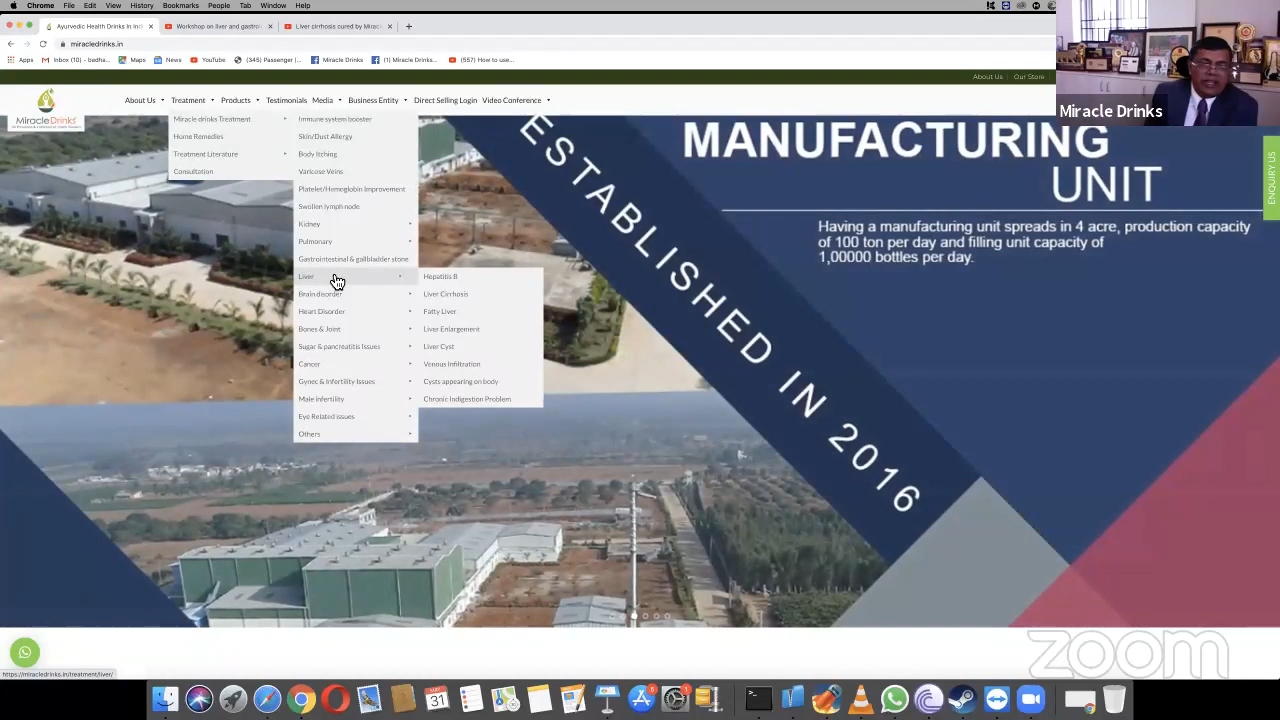 Chrome File Edit View History Bookmarks People Tab Window Help
Ayurvedic Health Drinks In Ind
Workshop on liver and gastro
Liver cirrhosis cured by Miracl
miracledrinks.in
Apps Inbox (10) - badha... Maps News YouTube (345) Passenger |... Miracle Drinks (1) Miracle Drinks... (557) How to use...
About Us Our Store
About Us Treatment Products Testimonials Media Business Entity Direct Selling Login Video Conference
MiracleDrinks
Miracle Drinks
ENQUIRY US
Miracle drinks Treatment
Home Remedies
Treatment Literature
Consultation
Immune system booster
Skin/Dust Allergy
Body Itching
Varicose Veins
Platelet/Hemoglobin Improvement
Swollen lymph node
Kidney
Pulmonary
Gastrointestinal & gallbladder stone
Liver
Brain disorder
Heart Disorder
Bones & Joint
Sugar & pancreatitis Issues
Cancer
Gynec & Infertility Issues
Male infertility
Eye Related issues
Others
Hepatitis B
Liver Cirrhosis
Fatty Liver
Liver Enlargement
Liver Cyst
Venous Infiltration
Cysts appearing on body
Chronic Indigestion Problem
ESTABLISHED IN 2016
MANUFACTURING
UNIT
Having a manufacturing unit spreads in 4 acre, production capacity
of 100 ton per day and filling unit capacity of
1,00000 bottles per day.
zoom
https://miracledrinks.in/treatment/liver/
MAY
31